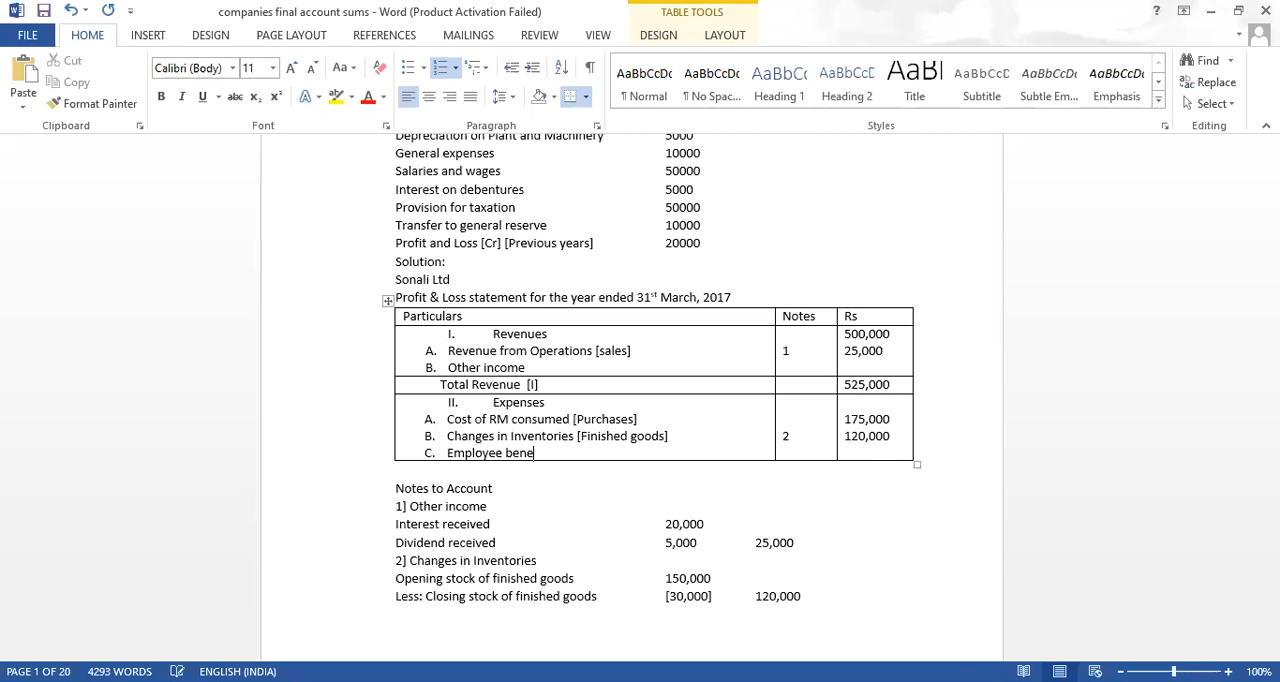 companies final account sums - Word (Product Activation Failed)
TABLE TOOLS
FILE HOME INSERT DESIGN PAGE LAYOUT REFERENCES MAILINGS REVIEW VIEW DESIGN LAYOUT
Paste
Cut
Copy
Format Painter
Clipboard
Calibri (Body) 11
Font
Paragraph
AaBbCcDc AaBbCcDc AaBbCc AaBbCcD AaB AaBbCcD AaBbCcDc AaBbCcDc
¶ Normal ¶ No Spac... Heading 1 Heading 2 Title Subtitle Subtle Em... Emphasis
Styles
Find
Replace
Select
Editing
Depreciation on Plant and Machinery 5000
General expenses 10000
Salaries and wages 50000
Interest on debentures 5000
Provision for taxation 50000
Transfer to general reserve 10000
Profit and Loss [Cr] [Previous years] 20000
Solution:
Sonali Ltd
Profit & Loss statement for the year ended 31st March, 2017
Particulars Notes Rs
I. Revenues 500,000
A. Revenue from Operations [sales] 1 25,000
B. Other income
Total Revenue [I] 525,000
II. Expenses
A. Cost of RM consumed [Purchases] 175,000
B. Changes in Inventories [Finished goods] 2 120,000
C. Employee bene
Notes to Account
1] Other income
Interest received 20,000
Dividend received 5,000 25,000
2] Changes in Inventories
Opening stock of finished goods 150,000
Less: Closing stock of finished goods [30,000] 120,000
PAGE 1 OF 20 4293 WORDS ENGLISH (INDIA) 100%